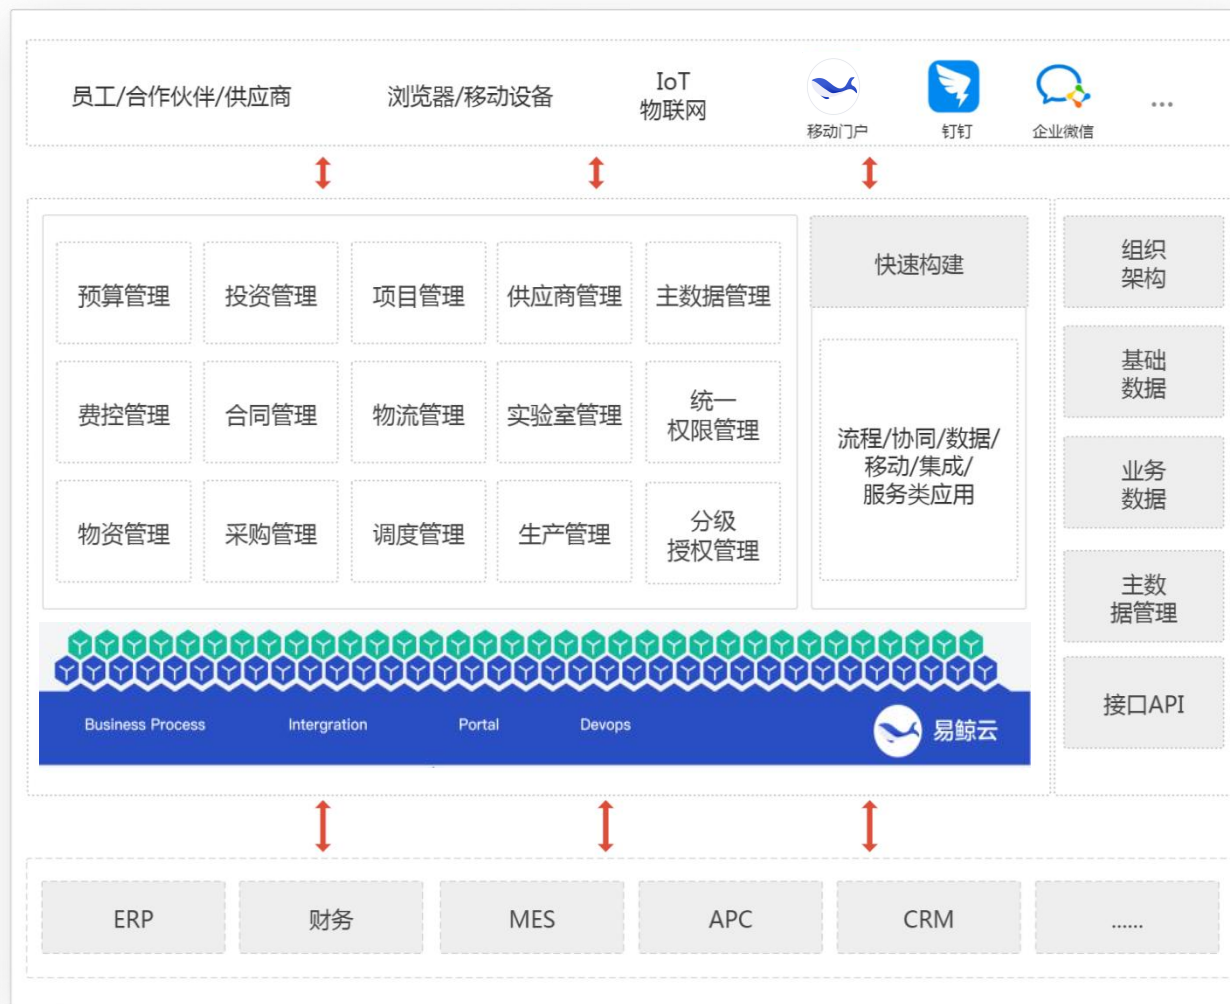 员工/合作伙伴/供应商
浏览器/移动设备
IoT
物联网
移动门户
钉钉
企业微信
...
预算管理
投资管理
项目管理
供应商管理
主数据管理
费控管理
合同管理
物流管理
实验室管理
统一
权限管理
物资管理
采购管理
调度管理
生产管理
分级
授权管理
快速构建
流程/协同/数据/
移动/集成/
服务类应用
组织
架构
基础
数据
业务
数据
主数
据管理
接口API
Business Process
Intergration
Portal
Devops
易鲸云
ERP
财务
MES
APC
CRM
......